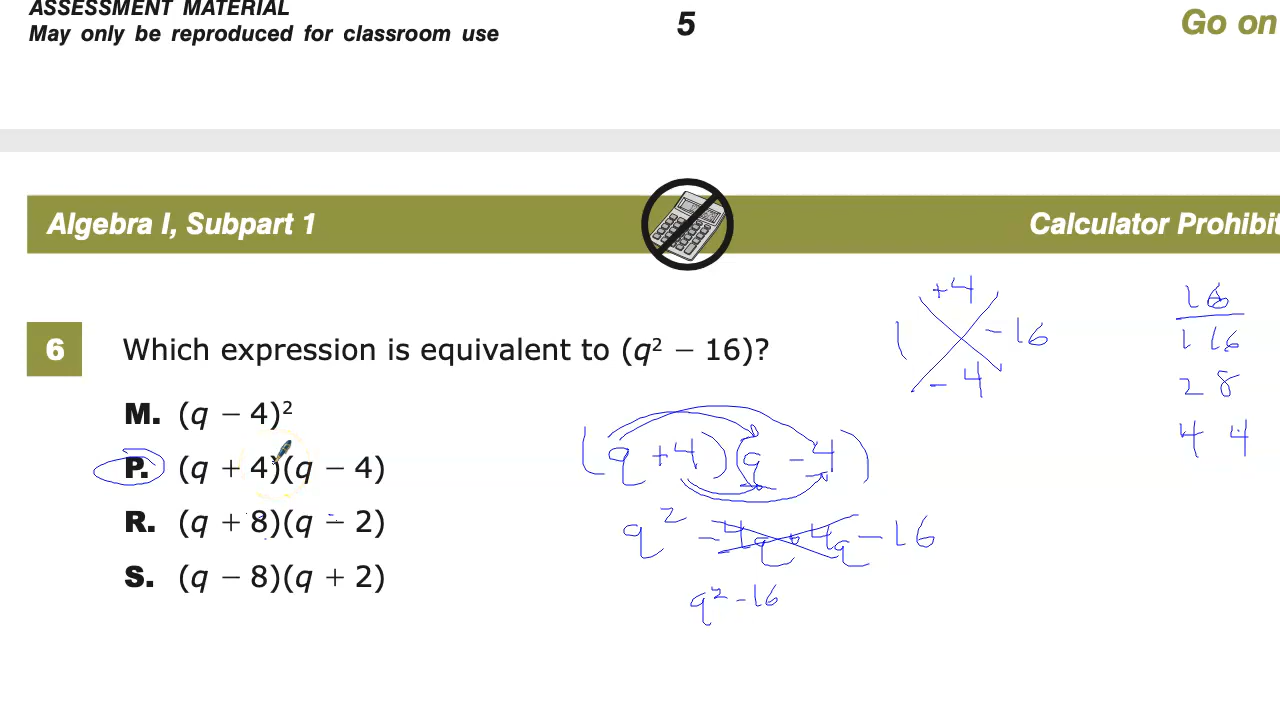 ASSESSMENT MATERIAL
May only be reproduced for classroom use
5
Go on
Algebra I, Subpart 1
Calculator Prohibit
6 Which expression is equivalent to (q² − 16)?
M. (q − 4)²
P. (q + 4)(q − 4)
R. (q + 8)(q − 2)
S. (q − 8)(q + 2)
(q +4)(q −4)
q² −4q+4q −16
q² −16
+4
1 −16
−4
16
1 16
2 8
4 4